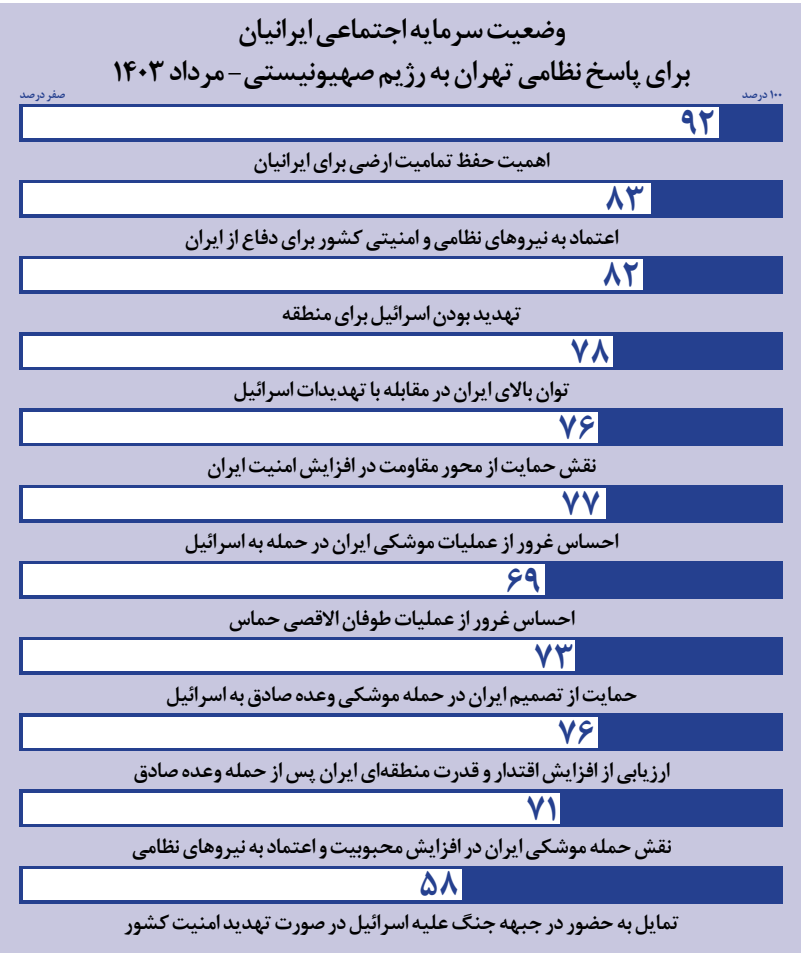 وضعیت سرمایه اجتماعی ایرانیان
برای پاسخ نظامی تهران به رژیم صهیونیستی - مرداد ۱۴۰۳
۱۰۰ درصد
صفر درصد
۹۲
اهمیت حفظ تمامیت ارضی برای ایرانیان
۸۳
اعتماد به نیروهای نظامی و امنیتی کشور برای دفاع از ایران
۸۲
تهدید بودن اسرائیل برای منطقه
۷۸
توان بالای ایران در مقابله با تهدیدات اسرائیل
۷۶
نقش حمایت از محور مقاومت در افزایش امنیت ایران
۷۷
احساس غرور از عملیات موشکی ایران در حمله به اسرائیل
۶۹
احساس غرور از عملیات طوفان الاقصی حماس
۷۳
حمایت از تصمیم ایران در حمله موشکی وعده صادق به اسرائیل
۷۶
ارزیابی از افزایش اقتدار و قدرت منطقه‌ای ایران پس از حمله وعده صادق
۷۱
نقش حمله موشکی ایران در افزایش محبوبیت و اعتماد به نیروهای نظامی
۵۸
تمایل به حضور در جبهه جنگ علیه اسرائیل در صورت تهدید امنیت کشور